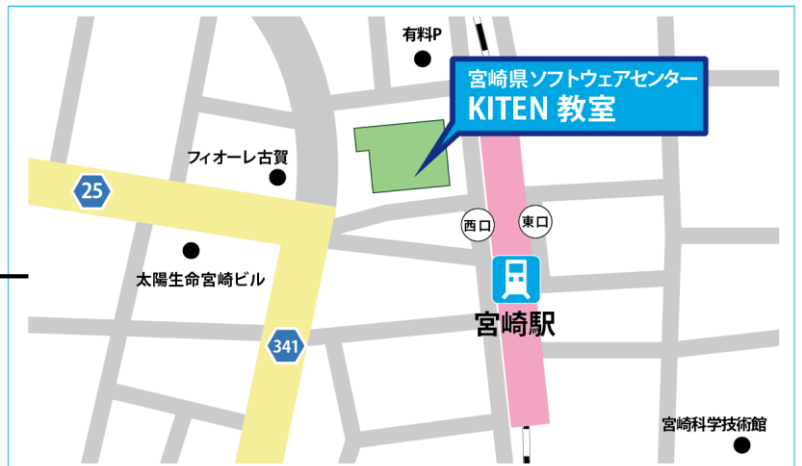 有料P
宮崎県ソフトウェアセンター
KITEN 教室
フィオーレ古賀
25
西口
東口
太陽生命宮崎ビル
宮崎駅
341
宮崎科学技術館